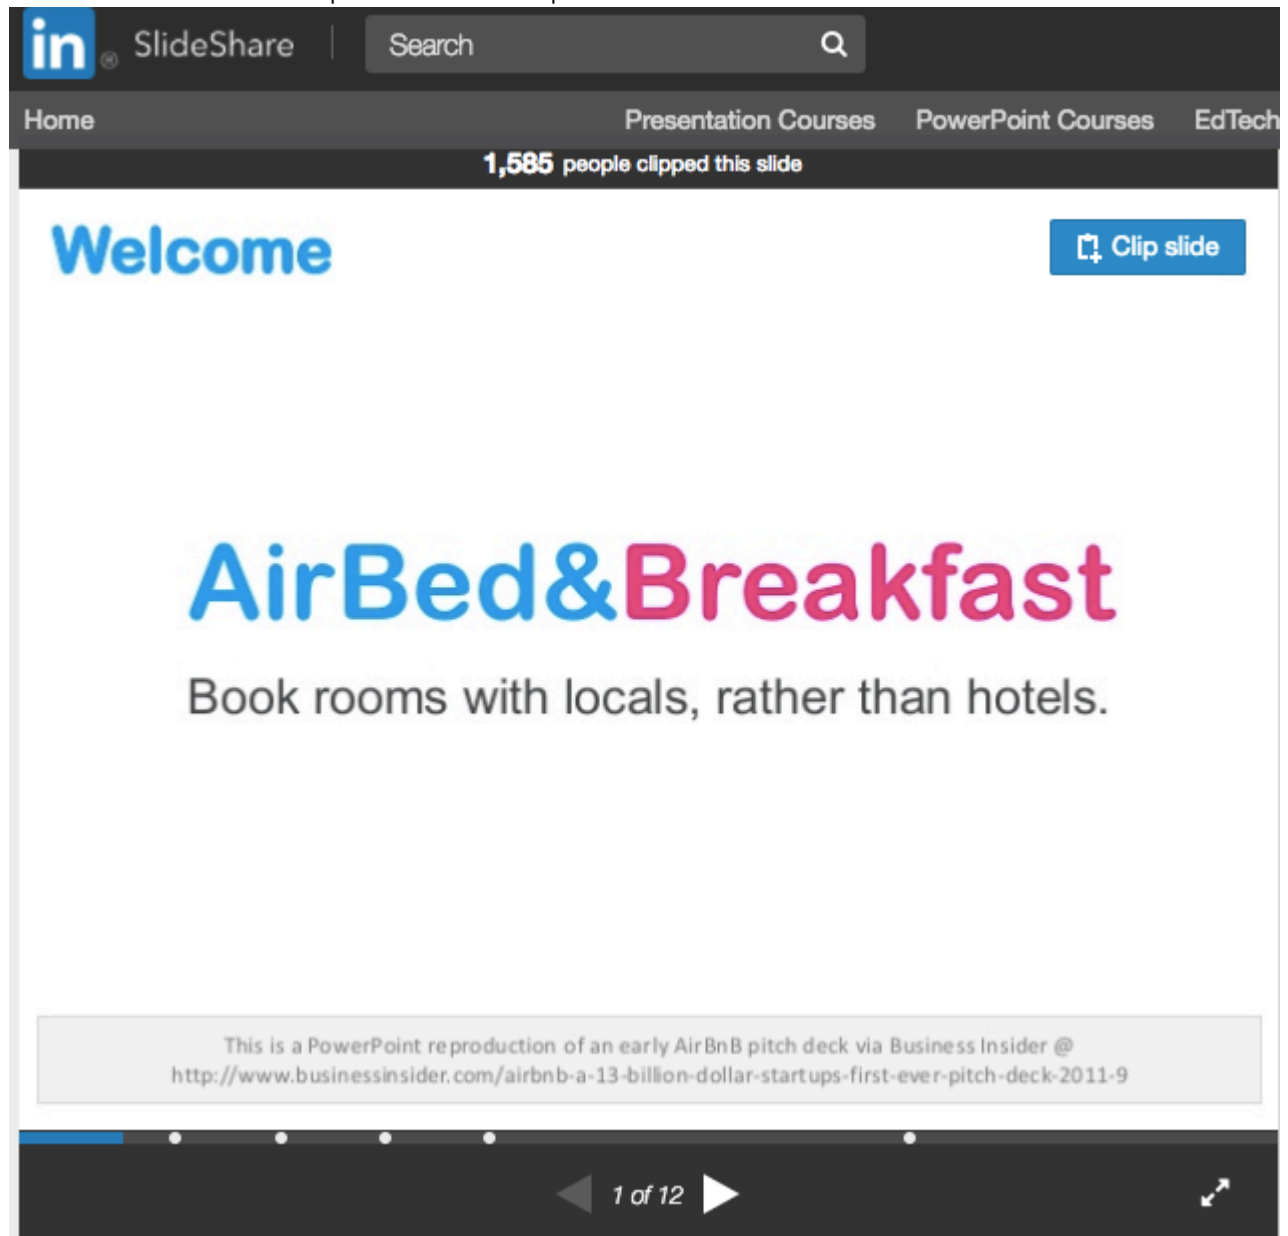 in ® SlideShare Search
Home Presentation Courses PowerPoint Courses EdTech
1,585 people clipped this slide
Welcome
Clip slide
AirBed&Breakfast
Book rooms with locals, rather than hotels.
This is a PowerPoint reproduction of an early AirBnB pitch deck via Business Insider @
http://www.businessinsider.com/airbnb-a-13-billion-dollar-startups-first-ever-pitch-deck-2011-9
1 of 12